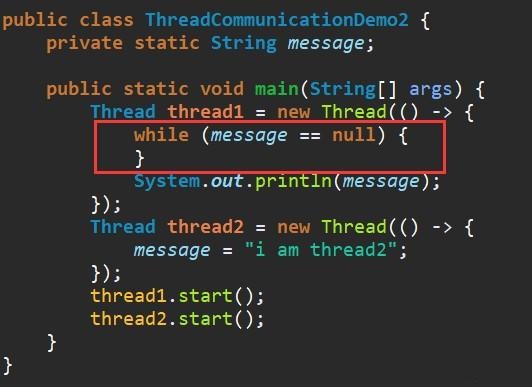 public class ThreadCommunicationDemo2 {
    private static String message;
    public static void main(String[] args) {
        Thread thread1 = new Thread(() -> {
            while (message == null) {
            }
            System.out.println(message);
        });
        Thread thread2 = new Thread(() -> {
            message = "i am thread2";
        });
        thread1.start();
        thread2.start();
    }
}